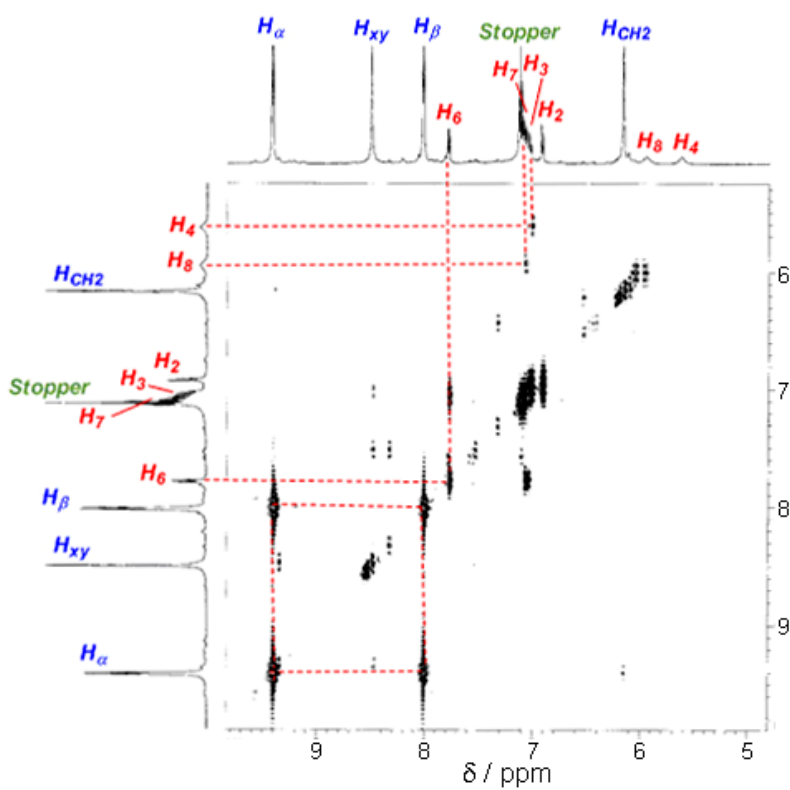 Hα Hxy Hβ Stopper HCH2
H7 H3
H6 H2
H8 H4
H4
H8
HCH2
6
H2
H3
Stopper
7
H7
H6
Hβ
8
Hxy
9
Hα
9 8 7 6 5
δ / ppm